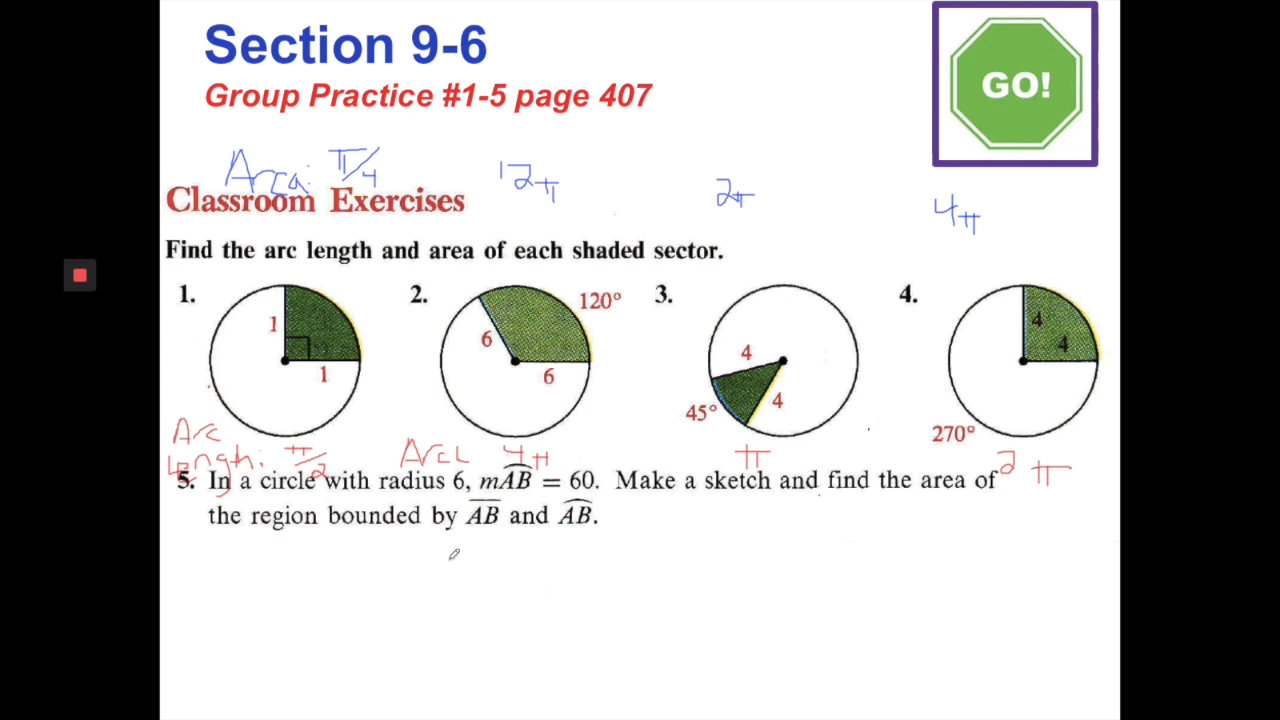 Section 9-6
GO!
Group Practice #1-5 page 407
Area: π/4 12π 2π 4π
Classroom Exercises
Find the arc length and area of each shaded sector.
1. 2. 3. 4.
120°
1 6 4 4
1 6 4 4
45° 270°
Arc
Lengh: π/2 ArcL 4π π 2π
5. In a circle with radius 6, mAB = 60. Make a sketch and find the area of
the region bounded by AB and AB.